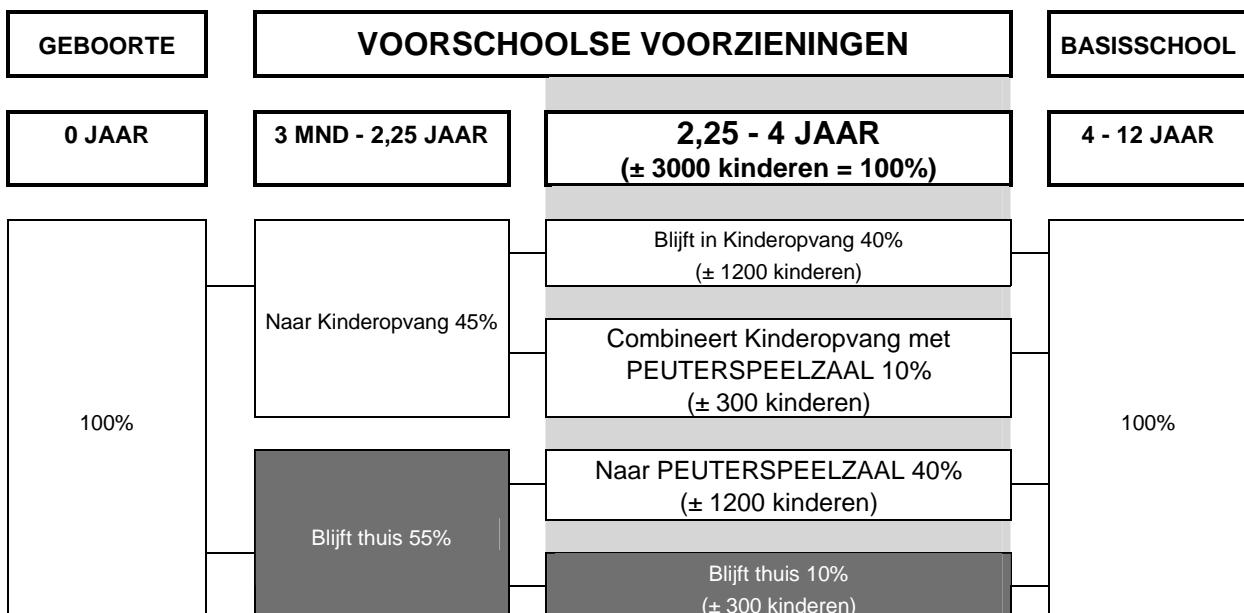 GEBOORTE
VOORSCHOOLSE VOORZIENINGEN
BASISSCHOOL
0 JAAR
3 MND - 2,25 JAAR
2,25 - 4 JAAR
(± 3000 kinderen = 100%)
4 - 12 JAAR
100%
Naar Kinderopvang 45%
Blijft thuis 55%
Blijft in Kinderopvang 40%
(± 1200 kinderen)
Combineert Kinderopvang met
PEUTERSPEELZAAL 10%
(± 300 kinderen)
Naar PEUTERSPEELZAAL 40%
(± 1200 kinderen)
Blijft thuis 10%
(± 300 kinderen)
100%